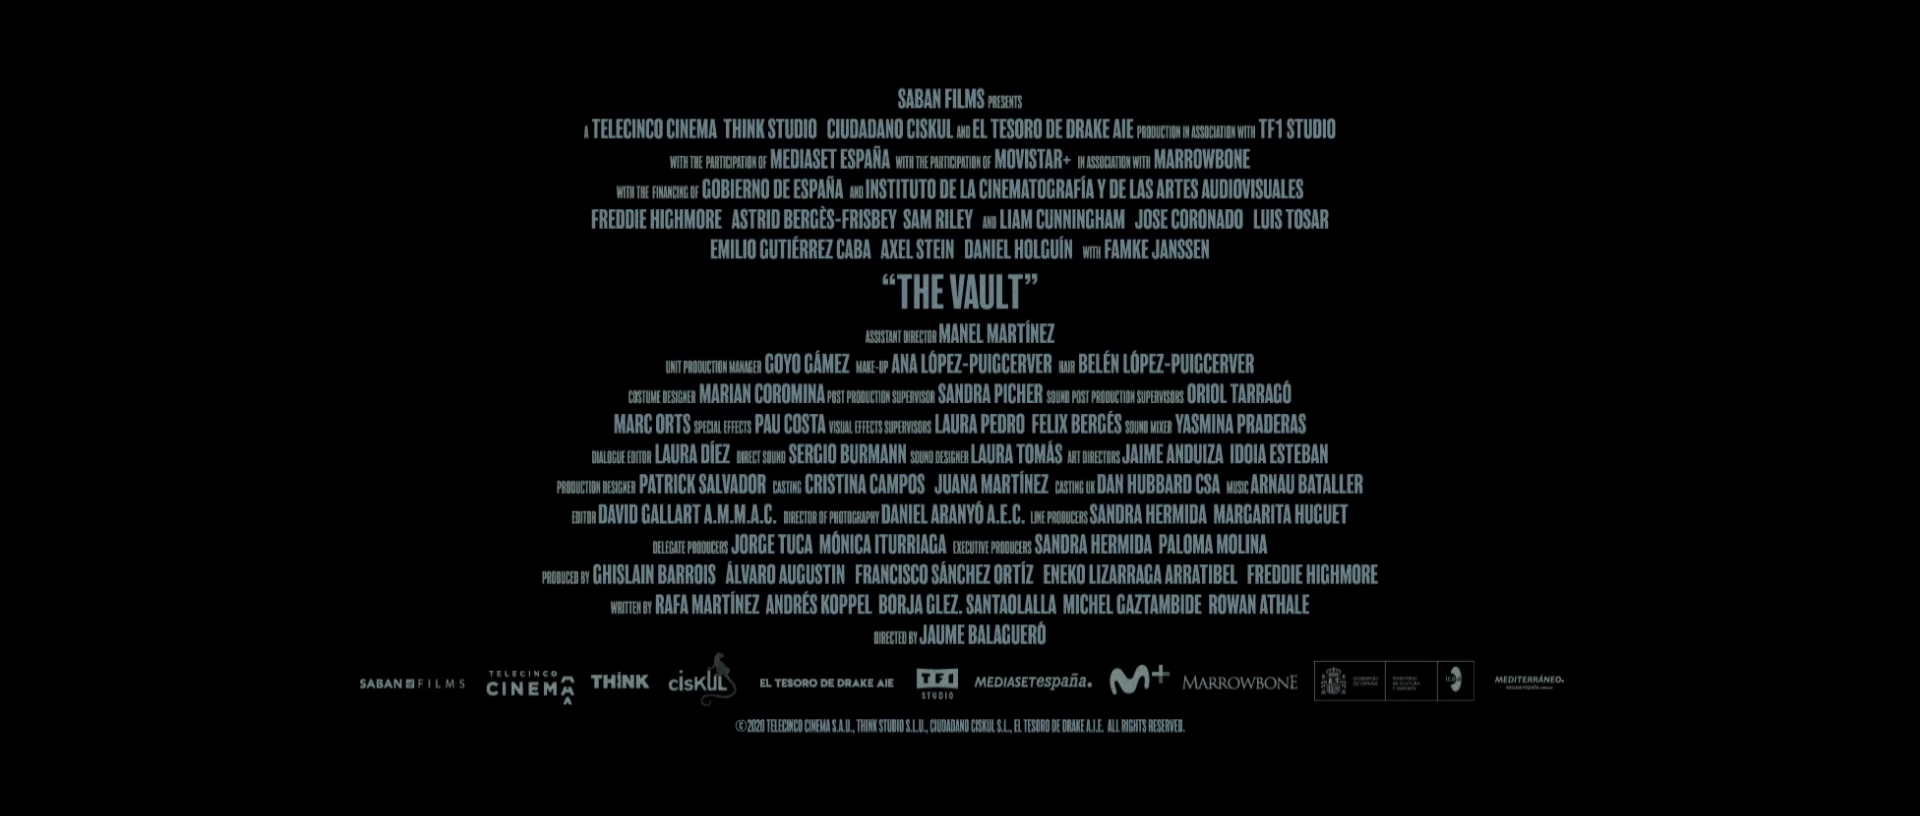 SABAN FILMS PRESENTS
A TELECINCO CINEMA THINK STUDIO CIUDADANO CISKUL AND EL TESORO DE DRAKE AIE PRODUCTION IN ASSOCIATION WITH TF1 STUDIO
WITH THE PARTICIPATION OF MEDIASET ESPAÑA WITH THE PARTICIPATION OF MOVISTAR+ IN ASSOCIATION WITH MARROWBONE
WITH THE FINANCING OF GOBIERNO DE ESPAÑA AND INSTITUTO DE LA CINEMATOGRAFÍA Y DE LAS ARTES AUDIOVISUALES
FREDDIE HIGHMORE ASTRID BERGÈS-FRISBEY SAM RILEY AND LIAM CUNNINGHAM JOSE CORONADO LUIS TOSAR
EMILIO GUTIÉRREZ CABA AXEL STEIN DANIEL HOLGUÍN WITH FAMKE JANSSEN
“THE VAULT”
ASSISTANT DIRECTOR MANEL MARTÍNEZ
UNIT PRODUCTION MANAGER GOYO GÁMEZ MAKE-UP ANA LÓPEZ-PUIGCERVER HAIR BELÉN LÓPEZ-PUIGCERVER
COSTUME DESIGNER MARIAN COROMINA POST PRODUCTION SUPERVISOR SANDRA PICHER SOUND POST PRODUCTION SUPERVISORS ORIOL TARRAGÓ
MARC ORTS SPECIAL EFFECTS PAU COSTA VISUAL EFFECTS SUPERVISORS LAURA PEDRO FELIX BERGÉS SOUND MIXER YASMINA PRADERAS
DIALOGUE EDITOR LAURA DÍEZ DIRECT SOUND SERGIO BURMANN SOUND DESIGNER LAURA TOMÁS ART DIRECTORS JAIME ANDUIZA IDOIA ESTEBAN
PRODUCTION DESIGNER PATRICK SALVADOR CASTING CRISTINA CAMPOS JUANA MARTÍNEZ CASTING UK DAN HUBBARD CSA MUSIC ARNAU BATALLER
EDITOR DAVID GALLART A.M.M.A.C. DIRECTOR OF PHOTOGRAPHY DANIEL ARANYÓ A.E.C. LINE PRODUCERS SANDRA HERMIDA MARGARITA HUGUET
DELEGATE PRODUCERS JORGE TUCA MÓNICA ITURRIAGA EXECUTIVE PRODUCERS SANDRA HERMIDA PALOMA MOLINA
PRODUCED BY GHISLAIN BARROIS ÁLVARO AUGUSTIN FRANCISCO SÁNCHEZ ORTÍZ ENEKO LIZARRAGA ARRATIBEL FREDDIE HIGHMORE
WRITTEN BY RAFA MARTÍNEZ ANDRÉS KOPPEL BORJA GLEZ. SANTAOLALLA MICHEL GAZTAMBIDE ROWAN ATHALE
DIRECTED BY JAUME BALAGUERÓ
SABAN FILMS TELECINCO CINEMA THINK CISKUL EL TESORO DE DRAKE AIE TF1 STUDIO MEDIASETespaña. M+ MARROWBONE GOBIERNO DE ESPAÑA MINISTERIO DE CULTURA Y DEPORTE icaa MEDITERRÁNEO.
©2020 TELECINCO CINEMA S.A.U., THINK STUDIO S.L.U., CIUDADANO CISKUL S.L., EL TESORO DE DRAKE A.I.E. ALL RIGHTS RESERVED.